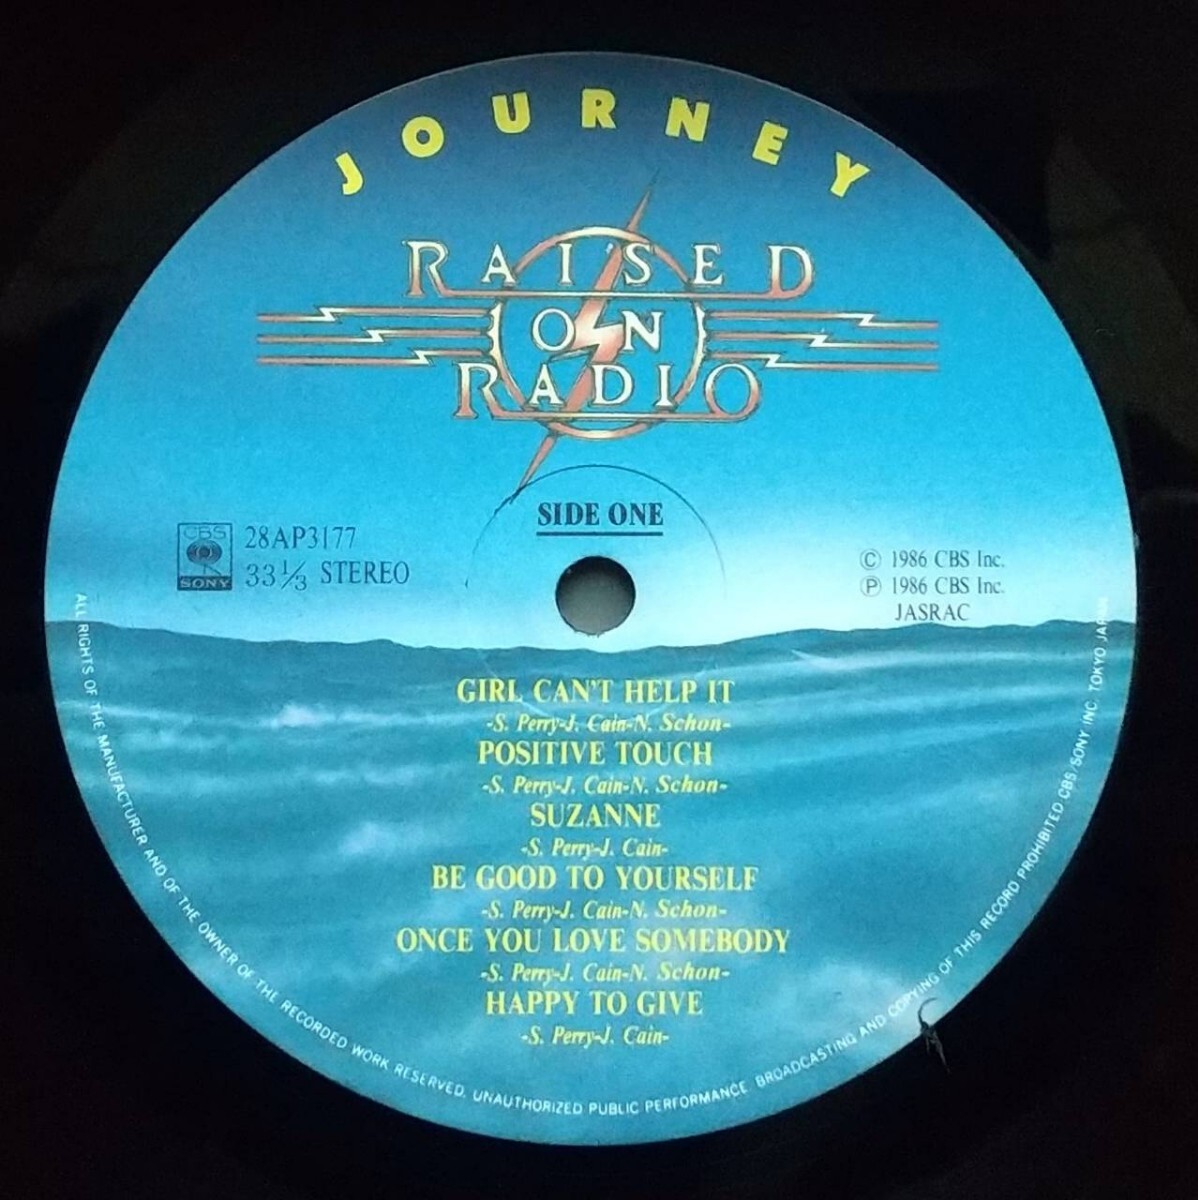 JOURNEY
RAISED
ON
RADIO
SIDE ONE
CBS
SONY
28AP3177
33 1/3 STEREO
Ⓒ 1986 CBS Inc.
Ⓟ 1986 CBS Inc.
JASRAC
GIRL CAN'T HELP IT
-S. Perry-J. Cain-N. Schon-
POSITIVE TOUCH
-S. Perry-J. Cain-N. Schon-
SUZANNE
-S. Perry-J. Cain-
BE GOOD TO YOURSELF
-S. Perry-J. Cain-N. Schon-
ONCE YOU LOVE SOMEBODY
-S. Perry-J. Cain-N. Schon-
HAPPY TO GIVE
-S. Perry-J. Cain-
ALL RIGHTS OF THE MANUFACTURER AND OF THE OWNER OF THE RECORDED WORK RESERVED. UNAUTHORIZED PUBLIC PERFORMANCE BROADCASTING AND COPYING OF THIS RECORD PROHIBITED CBS/SONY INC. TOKYO JAPAN